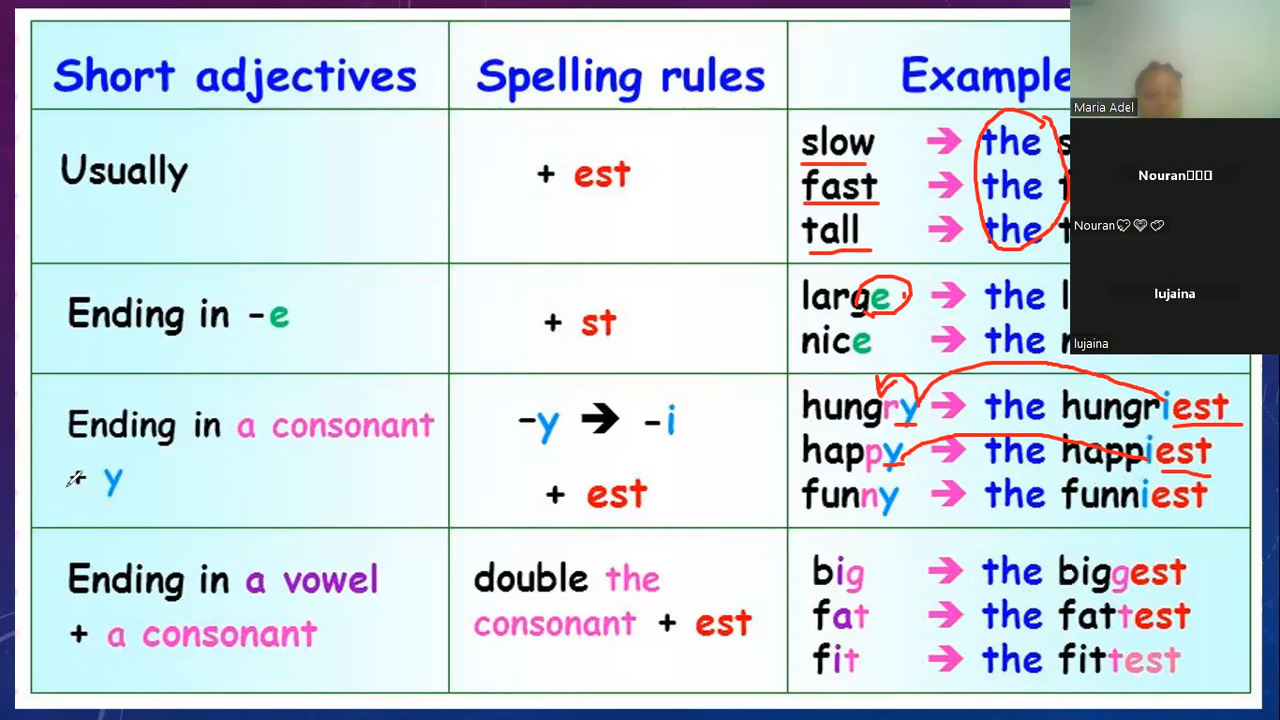 Short adjectives
Spelling rules
Example
Usually
+ est
slow → the s
fast → the f
tall → the t
Ending in -e
+ st
large → the l
nice → the
Ending in a consonant
+ y
-y → -i
+ est
hungry → the hungriest
happy → the happiest
funny → the funniest
Ending in a vowel
+ a consonant
double the
consonant + est
big → the biggest
fat → the fattest
fit → the fittest
Maria Adel
Nouran
Nouran
lujaina
lujaina